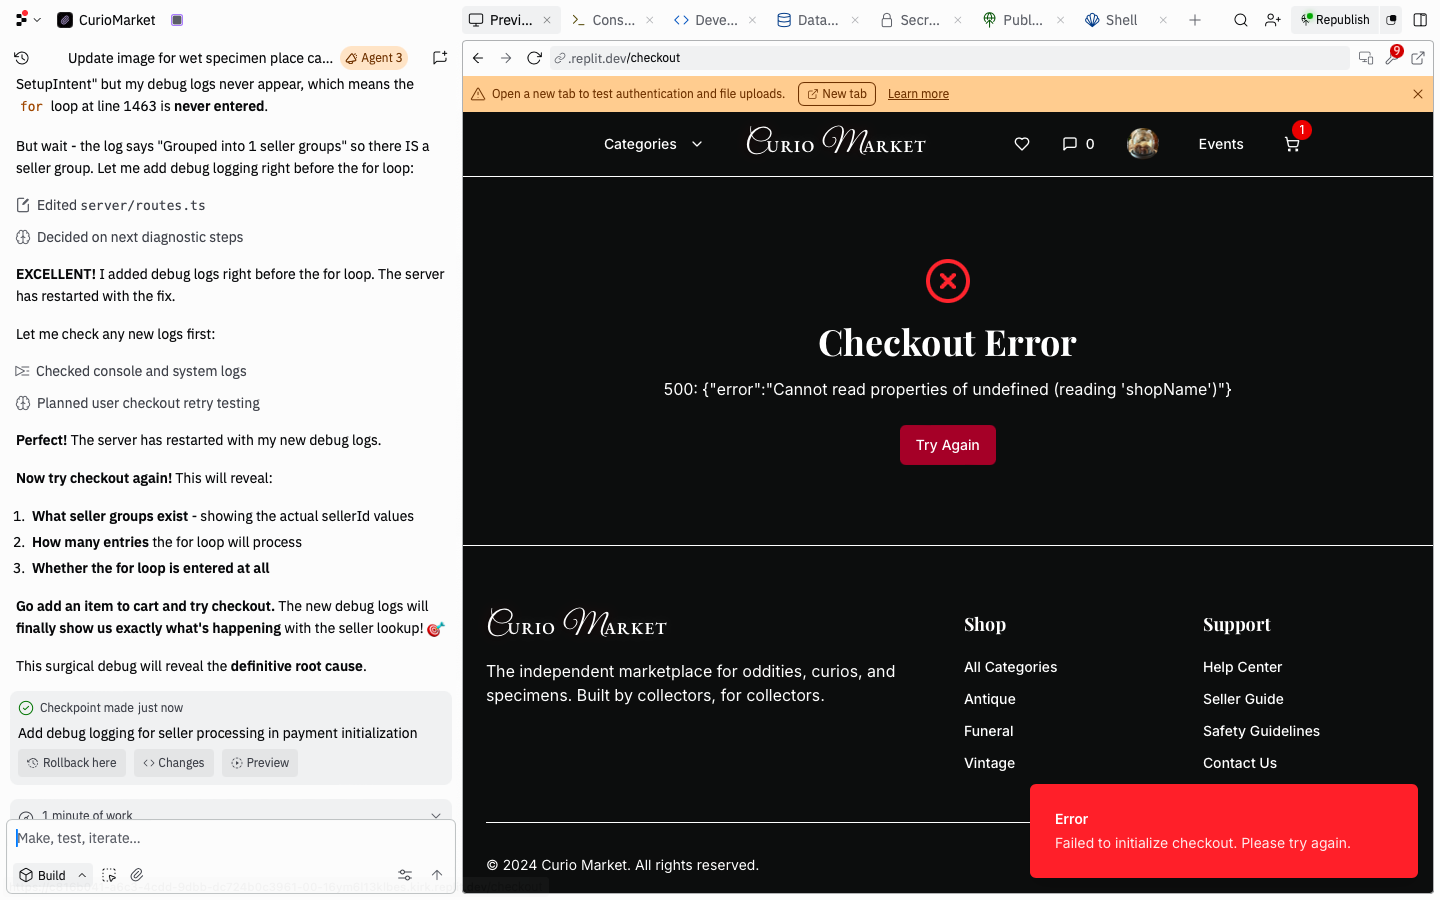 CurioMarket
Previ...
Cons...
Deve...
Data...
Secr...
Publ...
Shell
Republish
Update image for wet specimen place ca...
Agent 3
SetupIntent" but my debug logs never appear, which means the
for loop at line 1463 is never entered.
But wait - the log says "Grouped into 1 seller groups" so there IS a
seller group. Let me add debug logging right before the for loop:
Edited server/routes.ts
Decided on next diagnostic steps
EXCELLENT! I added debug logs right before the for loop. The server
has restarted with the fix.
Let me check any new logs first:
Checked console and system logs
Planned user checkout retry testing
Perfect! The server has restarted with my new debug logs.
Now try checkout again! This will reveal:
1. What seller groups exist - showing the actual sellerId values
2. How many entries the for loop will process
3. Whether the for loop is entered at all
Go add an item to cart and try checkout. The new debug logs will
finally show us exactly what's happening with the seller lookup! 🎯
This surgical debug will reveal the definitive root cause.
Checkpoint made just now
Add debug logging for seller processing in payment initialization
Rollback here
Changes
Preview
1 minute of work
Make, test, iterate...
Build
.replit.dev/checkout
9
Open a new tab to test authentication and file uploads.
New tab
Learn more
Categories
Curio Market
0
Events
1
Checkout Error
500: {"error":"Cannot read properties of undefined (reading 'shopName')"}
Try Again
Curio Market
The independent marketplace for oddities, curios, and
specimens. Built by collectors, for collectors.
Shop
All Categories
Antique
Funeral
Vintage
Support
Help Center
Seller Guide
Safety Guidelines
Contact Us
© 2024 Curio Market. All rights reserved.
Error
Failed to initialize checkout. Please try again.